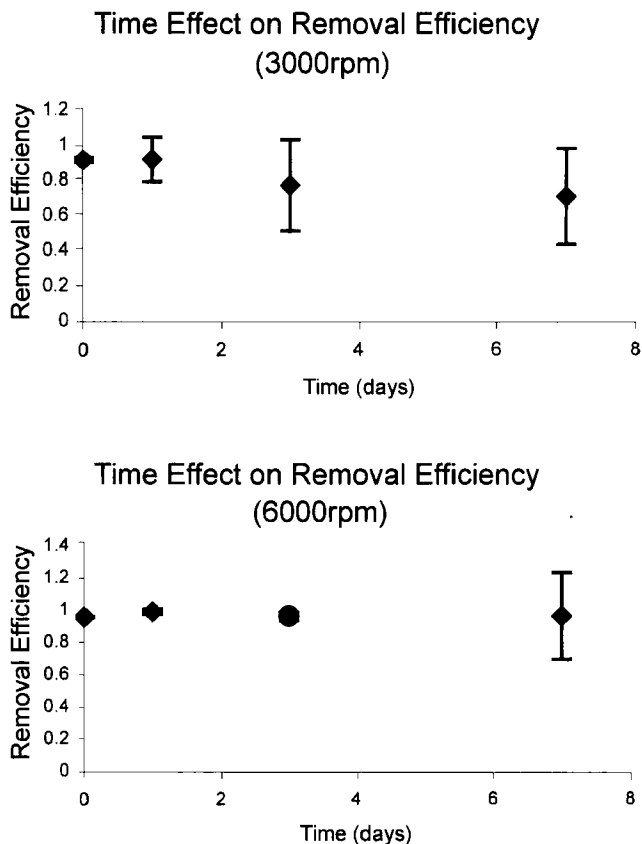 Time Effect on Removal Efficiency
(3000rpm)
Removal Efficiency
1.2
1
0.8
0.6
0.4
0.2
0
0 2 4 6 8
Time (days)
Time Effect on Removal Efficiency
(6000rpm)
Removal Efficiency
1.4
1.2
1
0.8
0.6
0.4
0.2
0
0 2 4 6 8
Time (days)